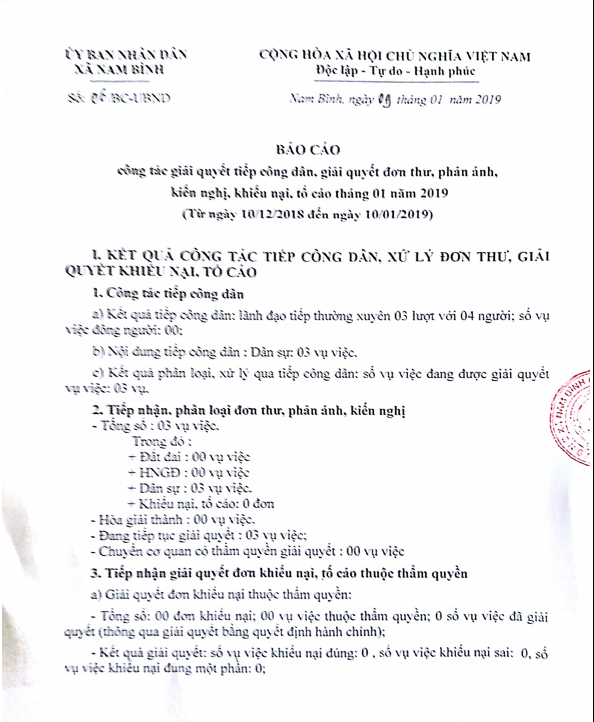 ỦY BAN NHÂN DÂN
XÃ NAM BÌNH
Số: /BC-UBND
CỘNG HÒA XÃ HỘI CHỦ NGHĨA VIỆT NAM
Độc lập - Tự do - Hạnh phúc
Nam Bình, ngày 09 tháng 01 năm 2019
BÁO CÁO
công tác giải quyết tiếp công dân, giải quyết đơn thư, phản ánh,
kiến nghị, khiếu nại, tố cáo tháng 01 năm 2019
(Từ ngày 10/12/2018 đến ngày 10/01/2019)
I. KẾT QUẢ CÔNG TÁC TIẾP CÔNG DÂN, XỬ LÝ ĐƠN THƯ, GIẢI
QUYẾT KHIẾU NẠI, TỐ CÁO
1. Công tác tiếp công dân
a) Kết quả tiếp công dân: lãnh đạo tiếp thường xuyên 03 lượt với 04 người; số vụ
việc đông người: 00;
b) Nội dung tiếp công dân : Dân sự: 03 vụ việc.
c) Kết quả phân loại, xử lý qua tiếp công dân: số vụ việc đang được giải quyết
vụ việc: 03 vụ.
2. Tiếp nhận, phân loại đơn thư, phản ánh, kiến nghị
- Tổng số : 03 vụ việc.
Trong đó :
+ Đất đai : 00 vụ việc
+ HNGĐ : 00 vụ việc
+ Dân sự : 03 vụ việc.
+ Khiếu nại, tố cáo: 0 đơn
- Hòa giải thành : 00 vụ việc.
- Đang tiếp tục giải quyết : 03 vụ việc;
- Chuyển cơ quan có thẩm quyền giải quyết : 00 vụ việc
3. Tiếp nhận giải quyết đơn khiếu nại, tố cáo thuộc thẩm quyền
a) Giải quyết đơn khiếu nại thuộc thẩm quyền:
- Tổng số: 00 đơn khiếu nại; 00 vụ việc thuộc thẩm quyền; 0 số vụ việc đã giải
quyết (thông qua giải quyết bằng quyết định hành chính);
- Kết quả giải quyết: số vụ việc khiếu nại đúng: 0 , số vụ việc khiếu nại sai: 0, số
vụ việc khiếu nại đúng một phần: 0;